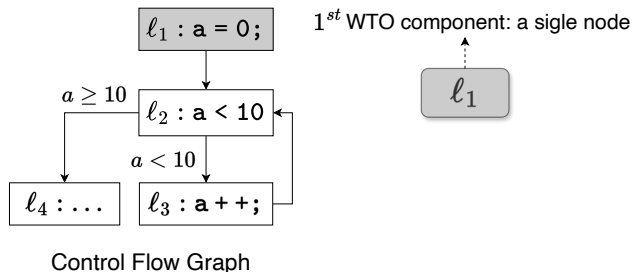 ℓ₁ : a = 0;
1ˢᵗ WTO component: a sigle node
ℓ₁
a ≥ 10
ℓ₂ : a < 10
a < 10
ℓ₄ : ...
ℓ₃ : a + +;
Control Flow Graph